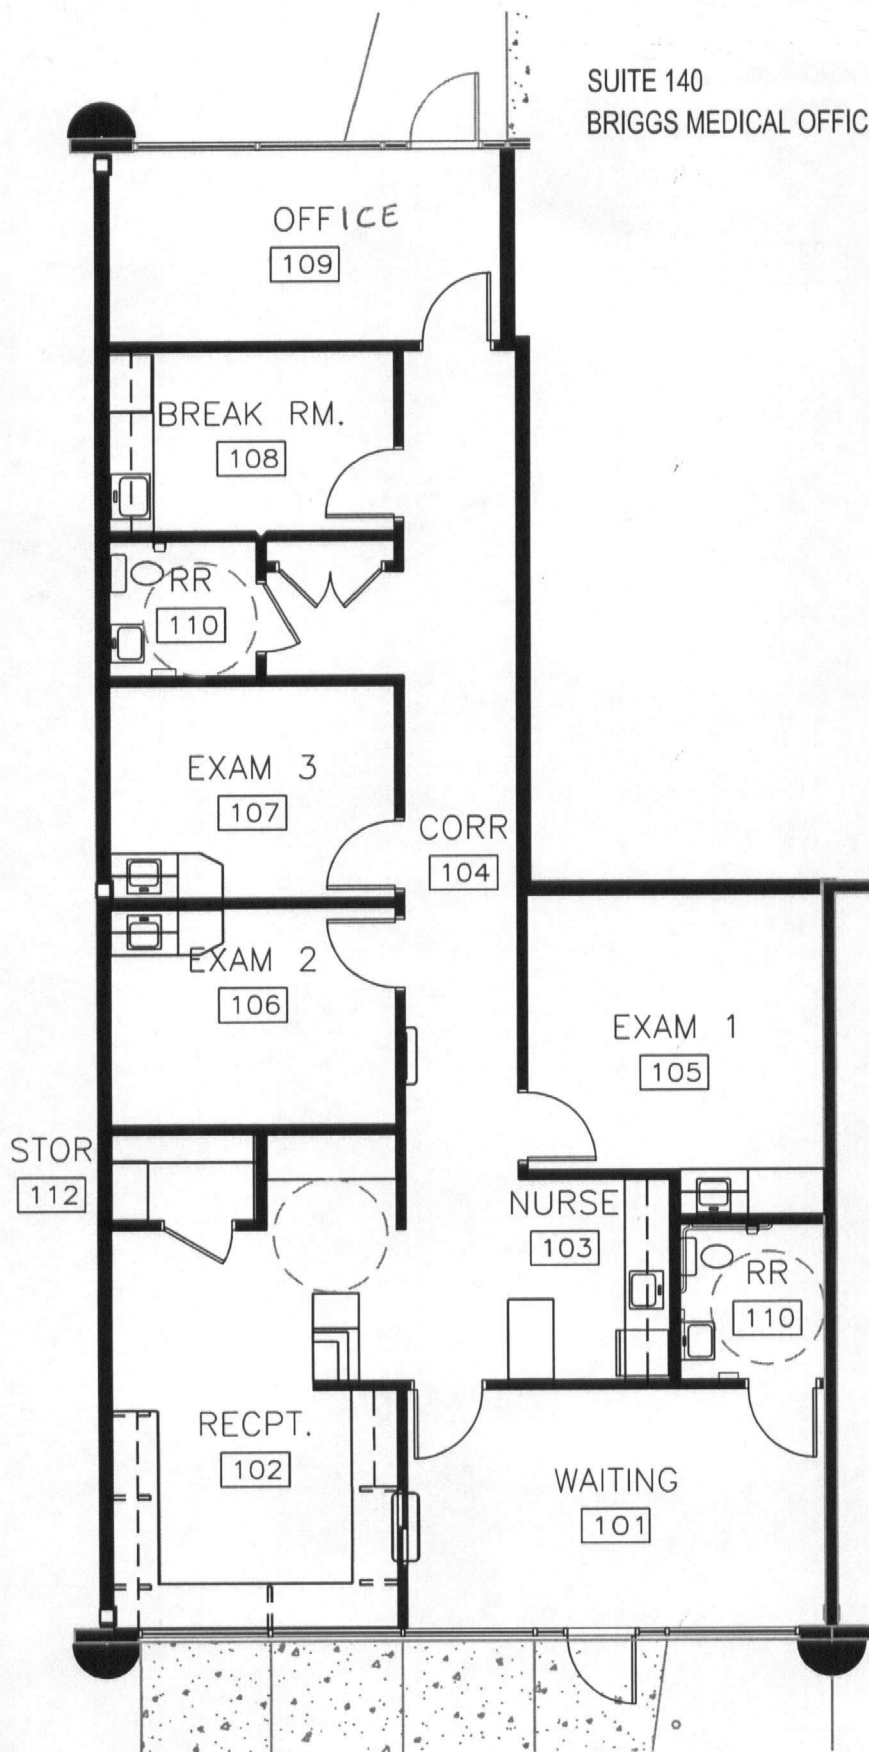 SUITE 140
BRIGGS MEDICAL OFFIC
OFFICE
109
BREAK RM.
108
RR
110
EXAM 3
107
CORR
104
EXAM 2
106
EXAM 1
105
STOR
112
NURSE
103
RR
110
RECPT.
102
WAITING
101